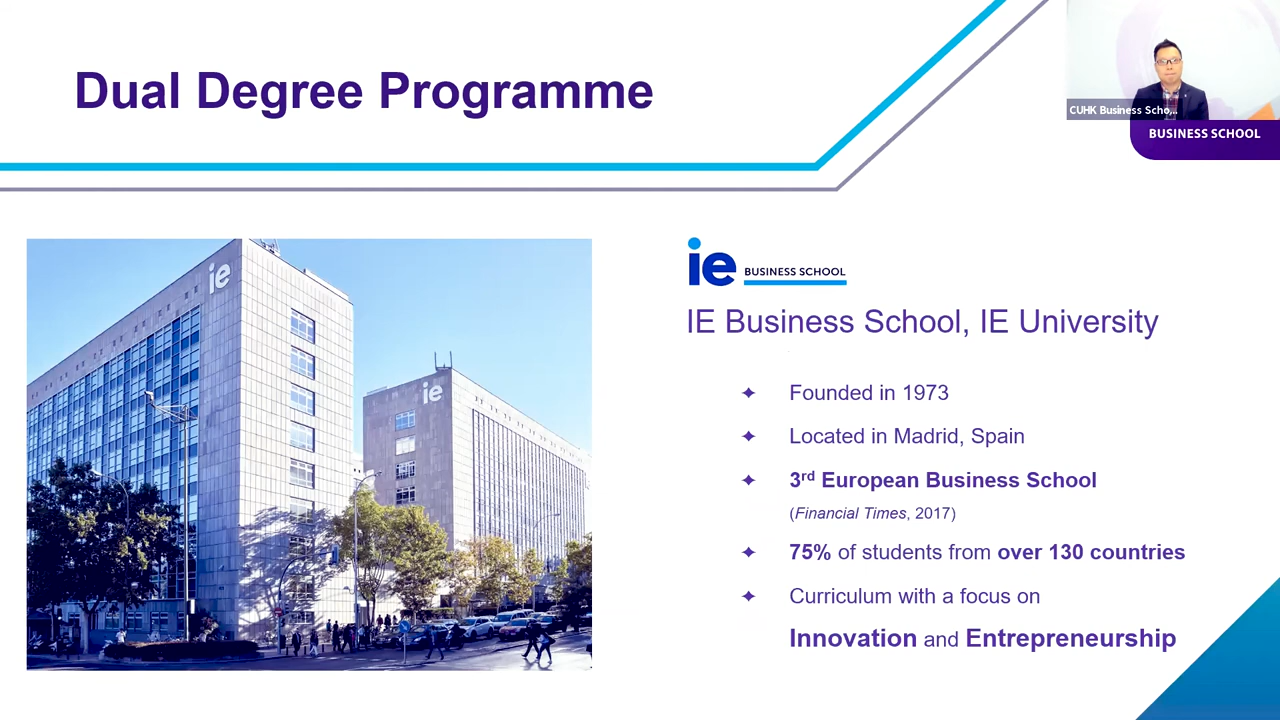 Dual Degree Programme
CUHK Business Scho...
BUSINESS SCHOOL
ie
ie
ie BUSINESS SCHOOL
IE Business School, IE University
✦ Founded in 1973
✦ Located in Madrid, Spain
✦ 3rd European Business School
(Financial Times, 2017)
✦ 75% of students from over 130 countries
✦ Curriculum with a focus on
Innovation and Entrepreneurship